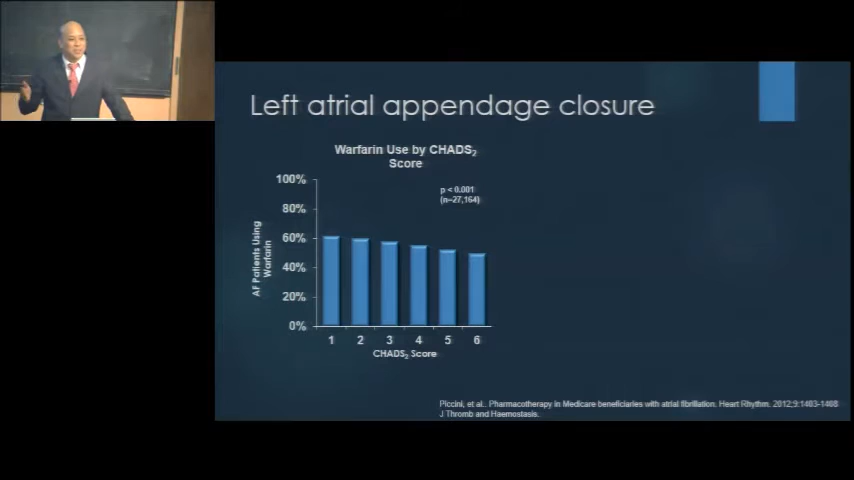 Left atrial appendage closure
Warfarin Use by CHADS2
Score
p < 0.001
(n=27,164)
100%
80%
60%
40%
20%
0%
AF Patients Using
Warfarin
1 2 3 4 5 6
CHADS2 Score
Piccini, et al.. Pharmacotherapy in Medicare beneficiaries with atrial fibrillation. Heart Rhythm. 2012;9:1403-1408
J Thromb and Haemostasis.